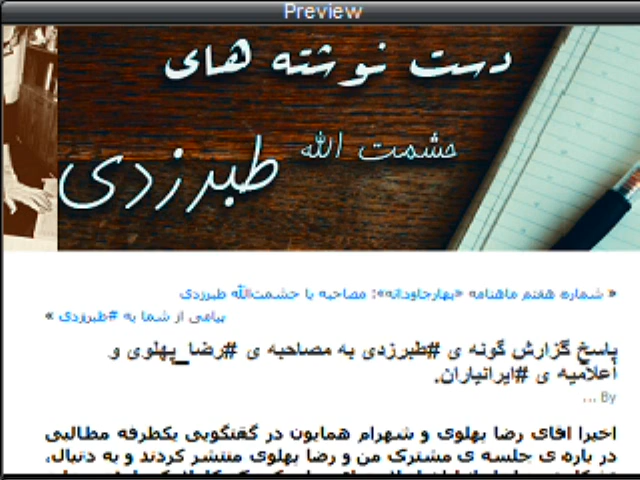 Preview
دست نوشته های
حشمت الله
طبرزدی
« شماره هفتم ماهنامه «بهارجاودانه»: مصاحبه با حشمت‌الله طبرزدی
پیامی از شما به #طبرزدی »
پاسخ گزارش گونه ی #طبرزدی به مصاحبه ی #رضا_پهلوی و
اعلامیه ی #ایرانیاران.
By ...
اخیرا اقای رضا پهلوی و شهرام همایون در گفتگویی یکطرفه مطالبی
در باره ی جلسه ی مشترک من و رضا پهلوی منتشر کردند و به دنبال،